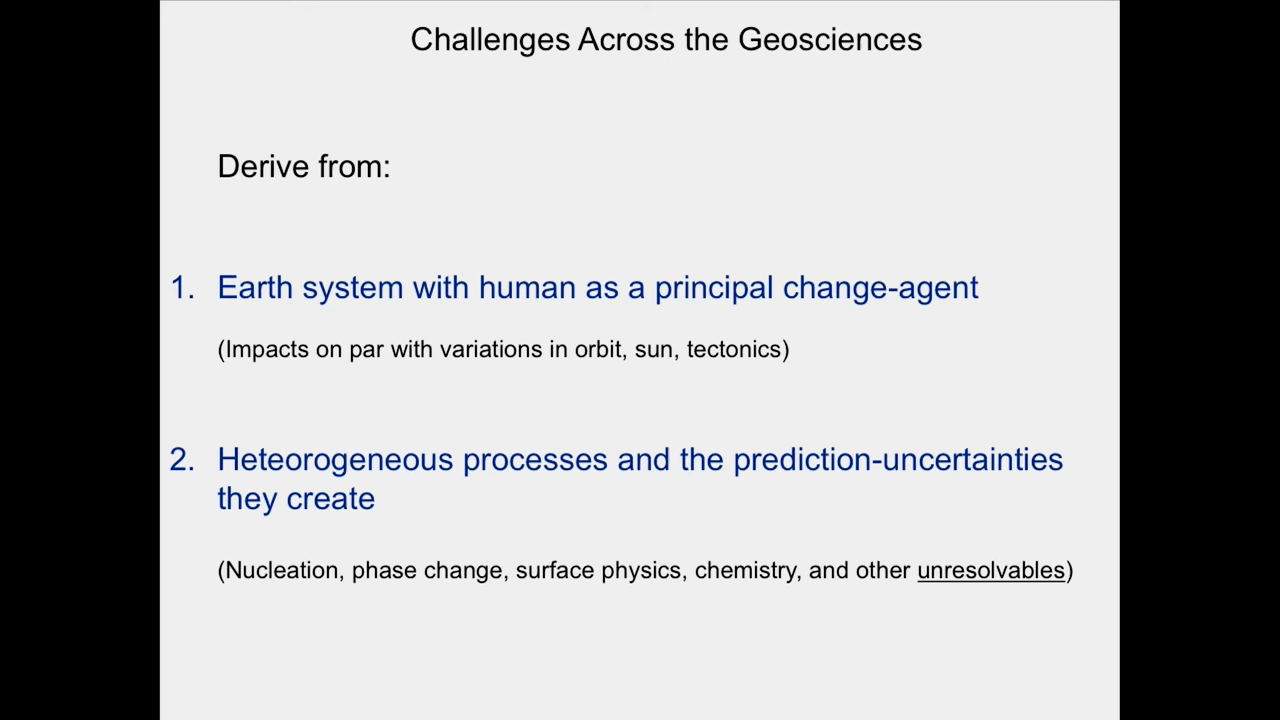 Challenges Across the Geosciences
Derive from:
1. Earth system with human as a principal change-agent
(Impacts on par with variations in orbit, sun, tectonics)
2. Heteorogeneous processes and the prediction-uncertainties
they create
(Nucleation, phase change, surface physics, chemistry, and other unresolvables)